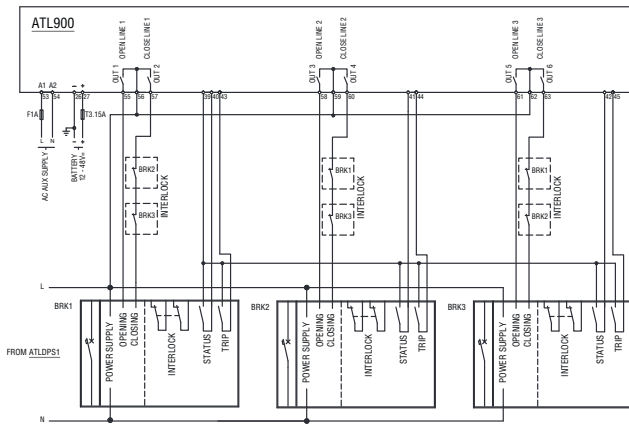 ATL900
OPEN LINE 1
CLOSE LINE 1
OPEN LINE 2
CLOSE LINE 2
OPEN LINE 3
CLOSE LINE 3
OUT 1
OUT 2
OUT 3
OUT 4
OUT 5
OUT 6
A1 A2 - +
53 54 26 27 55 56 57 39 40 43 58 59 60 41 44 61 62 63 42 45
F1A
T3.15A
L N - +
AC AUX SUPPLY
BATTERY
12 - 48V=
BRK2
BRK3
INTERLOCK
BRK1
BRK3
INTERLOCK
BRK1
BRK2
INTERLOCK
L
BRK1
POWER SUPPLY
OPENING
CLOSING
INTERLOCK
STATUS
TRIP
BRK2
POWER SUPPLY
OPENING
CLOSING
INTERLOCK
STATUS
TRIP
BRK3
POWER SUPPLY
OPENING
CLOSING
INTERLOCK
STATUS
TRIP
FROM ATLDPS1
N